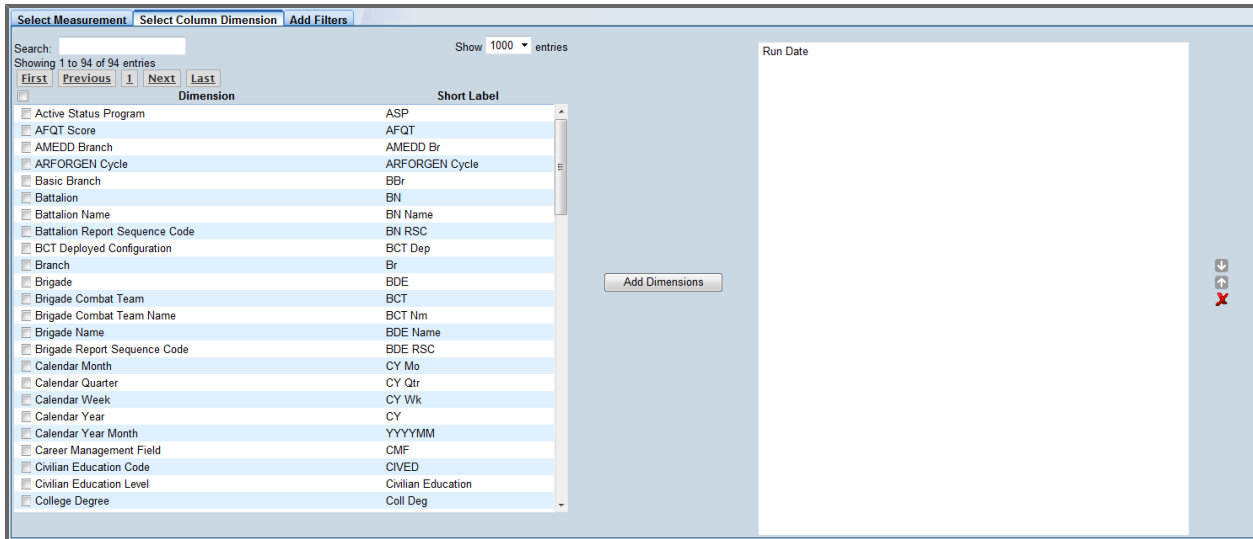 Select Measurement Select Column Dimension Add Filters
Search: Show 1000 entries
Showing 1 to 94 of 94 entries
First Previous 1 Next Last
Dimension Short Label
Active Status Program ASP
AFQT Score AFQT
AMEDD Branch AMEDD Br
ARFORGEN Cycle ARFORGEN Cycle
Basic Branch BBr
Battalion BN
Battalion Name BN Name
Battalion Report Sequence Code BN RSC
BCT Deployed Configuration BCT Dep
Branch Br
Brigade BDE
Brigade Combat Team BCT
Brigade Combat Team Name BCT Nm
Brigade Name BDE Name
Brigade Report Sequence Code BDE RSC
Calendar Month CY Mo
Calendar Quarter CY Qtr
Calendar Week CY Wk
Calendar Year CY
Calendar Year Month YYYYMM
Career Management Field CMF
Civilian Education Code CIVED
Civilian Education Level Civilian Education
College Degree Coll Deg
Add Dimensions
Run Date